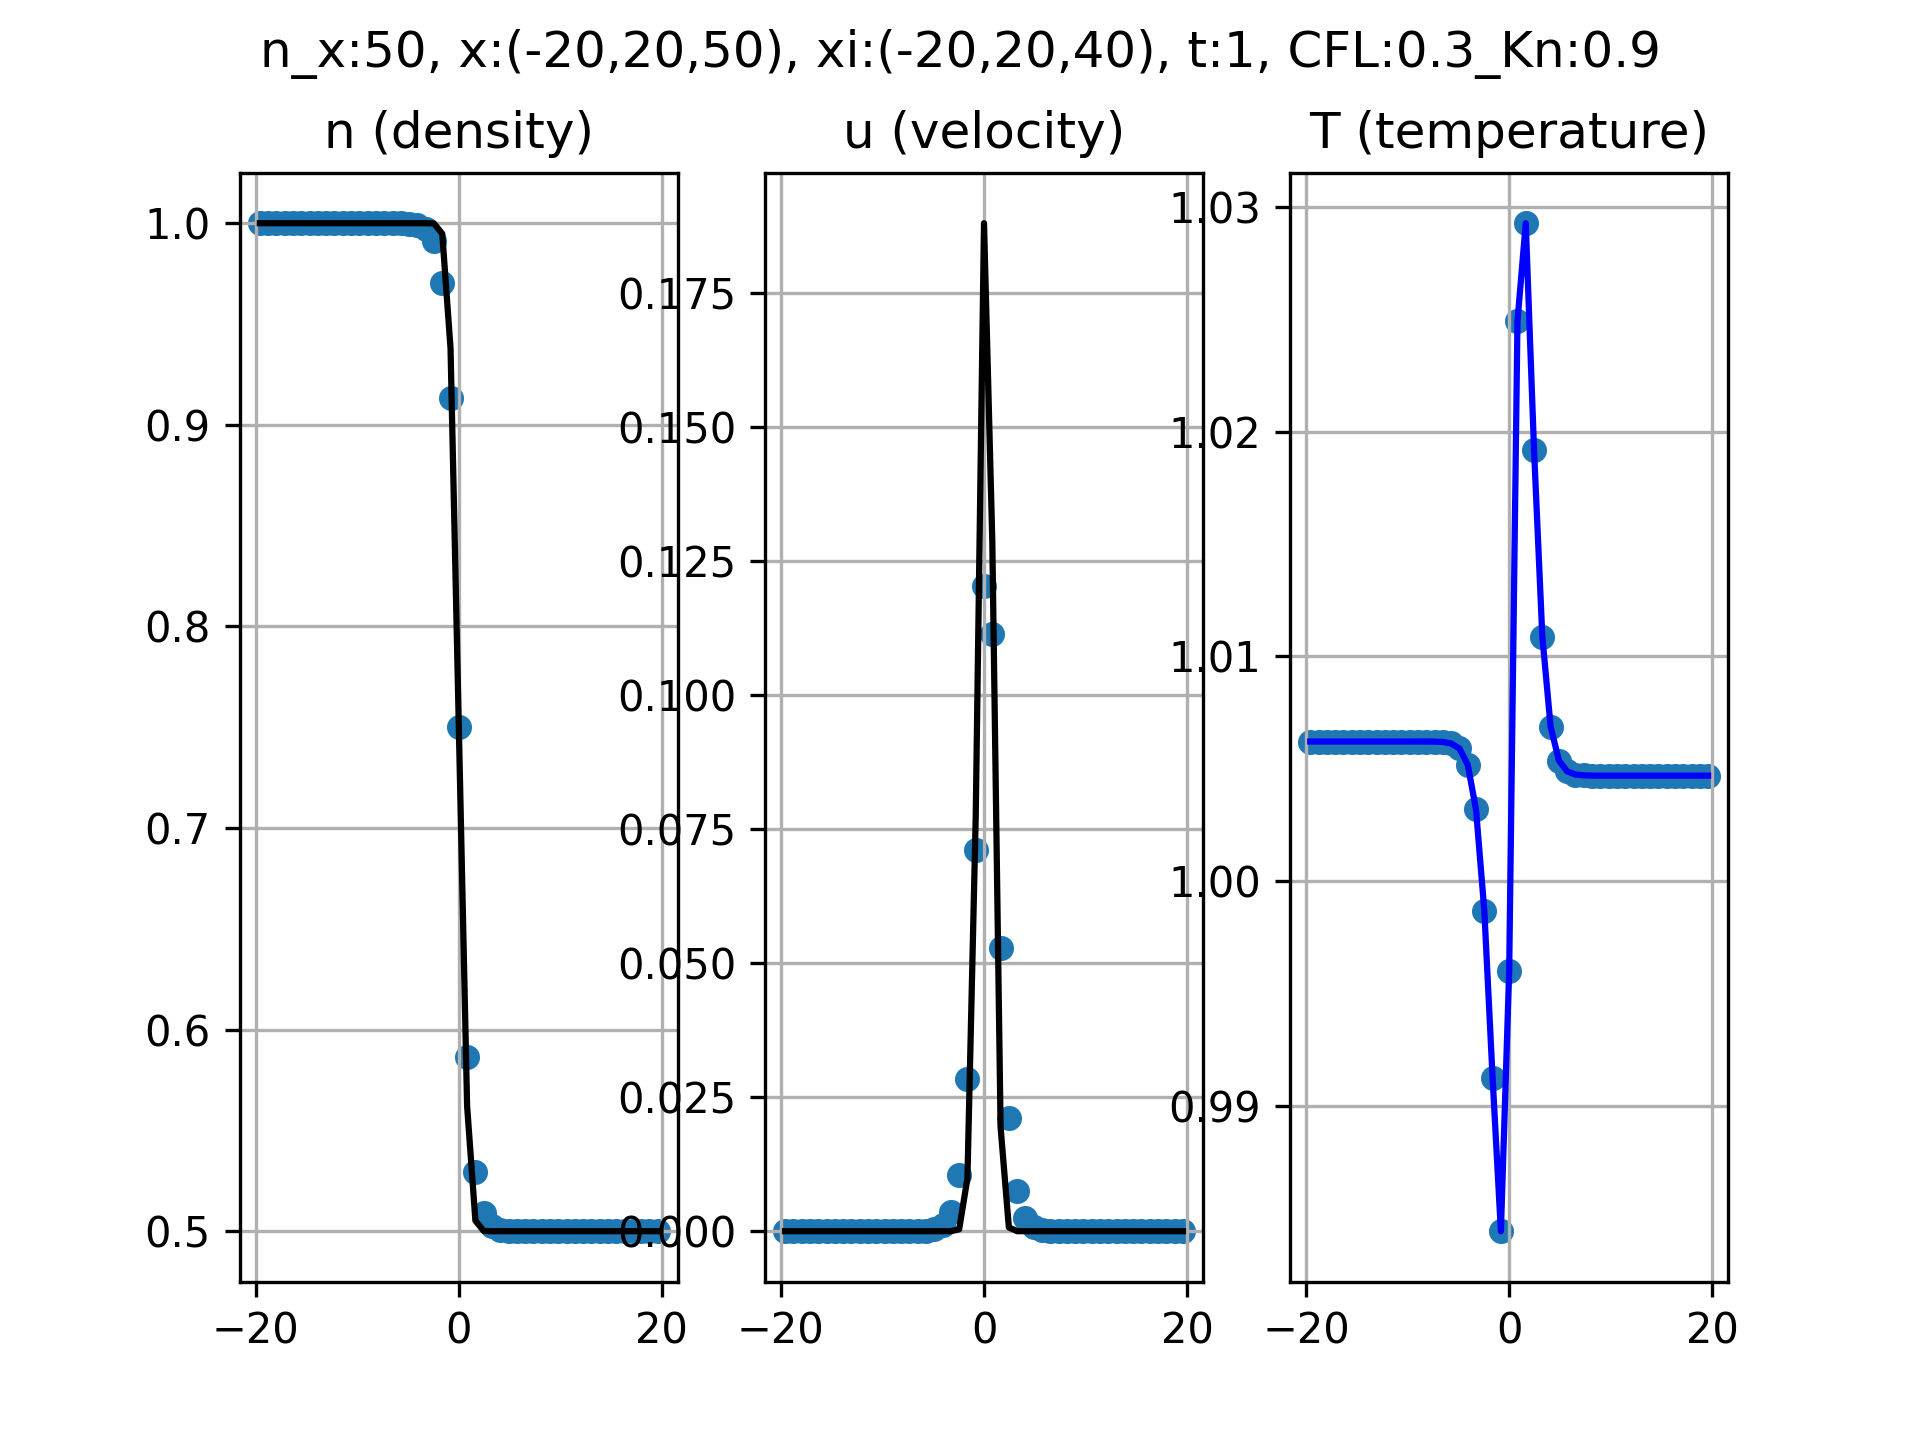 n_x:50, x:(-20,20,50), xi:(-20,20,40), t:1, CFL:0.3_Kn:0.9
n (density)
1.0
0.9
0.8
0.7
0.6
0.5
−20 0 20
u (velocity)
0.175
0.150
0.125
0.100
0.075
0.050
0.025
0.000
−20 0 20
T (temperature)
1.03
1.02
1.01
1.00
0.99
−20 0 20